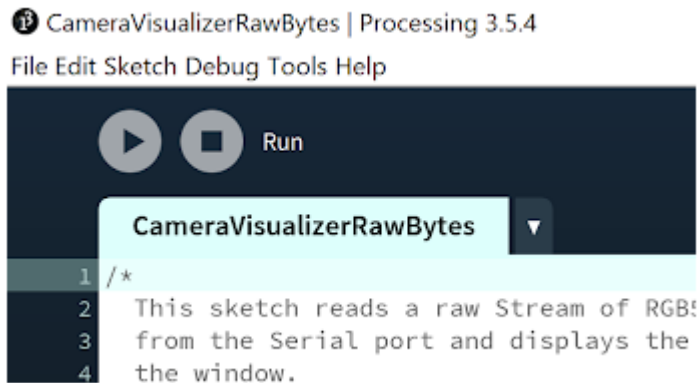 CameraVisualizerRawBytes | Processing 3.5.4
File Edit Sketch Debug Tools Help
Run
CameraVisualizerRawBytes ▼
1 /*
2 This sketch reads a raw Stream of RGB
3 from the Serial port and displays the
4 the window.